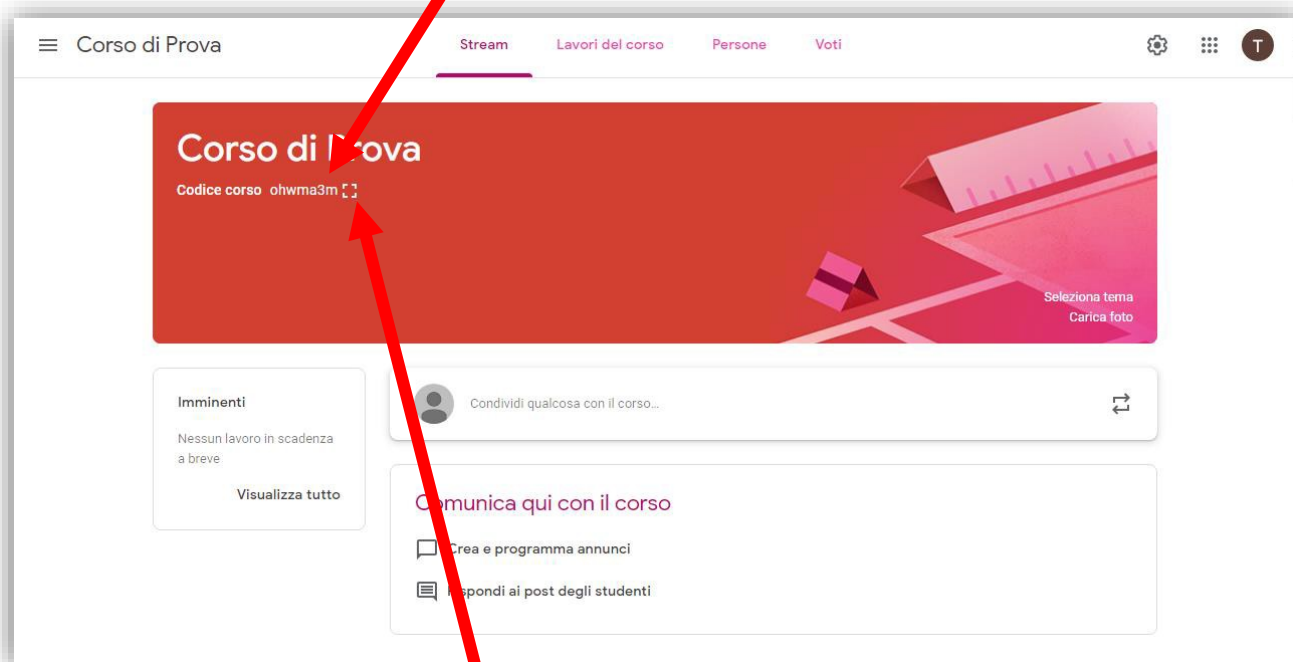 Corso di Prova
Stream Lavori del corso Persone Voti
T
Corso di Prova
Codice corso ohwma3m
Seleziona tema
Carica foto
Imminenti
Nessun lavoro in scadenza
a breve
Visualizza tutto
Condividi qualcosa con il corso...
Comunica qui con il corso
Crea e programma annunci
Rispondi ai post degli studenti